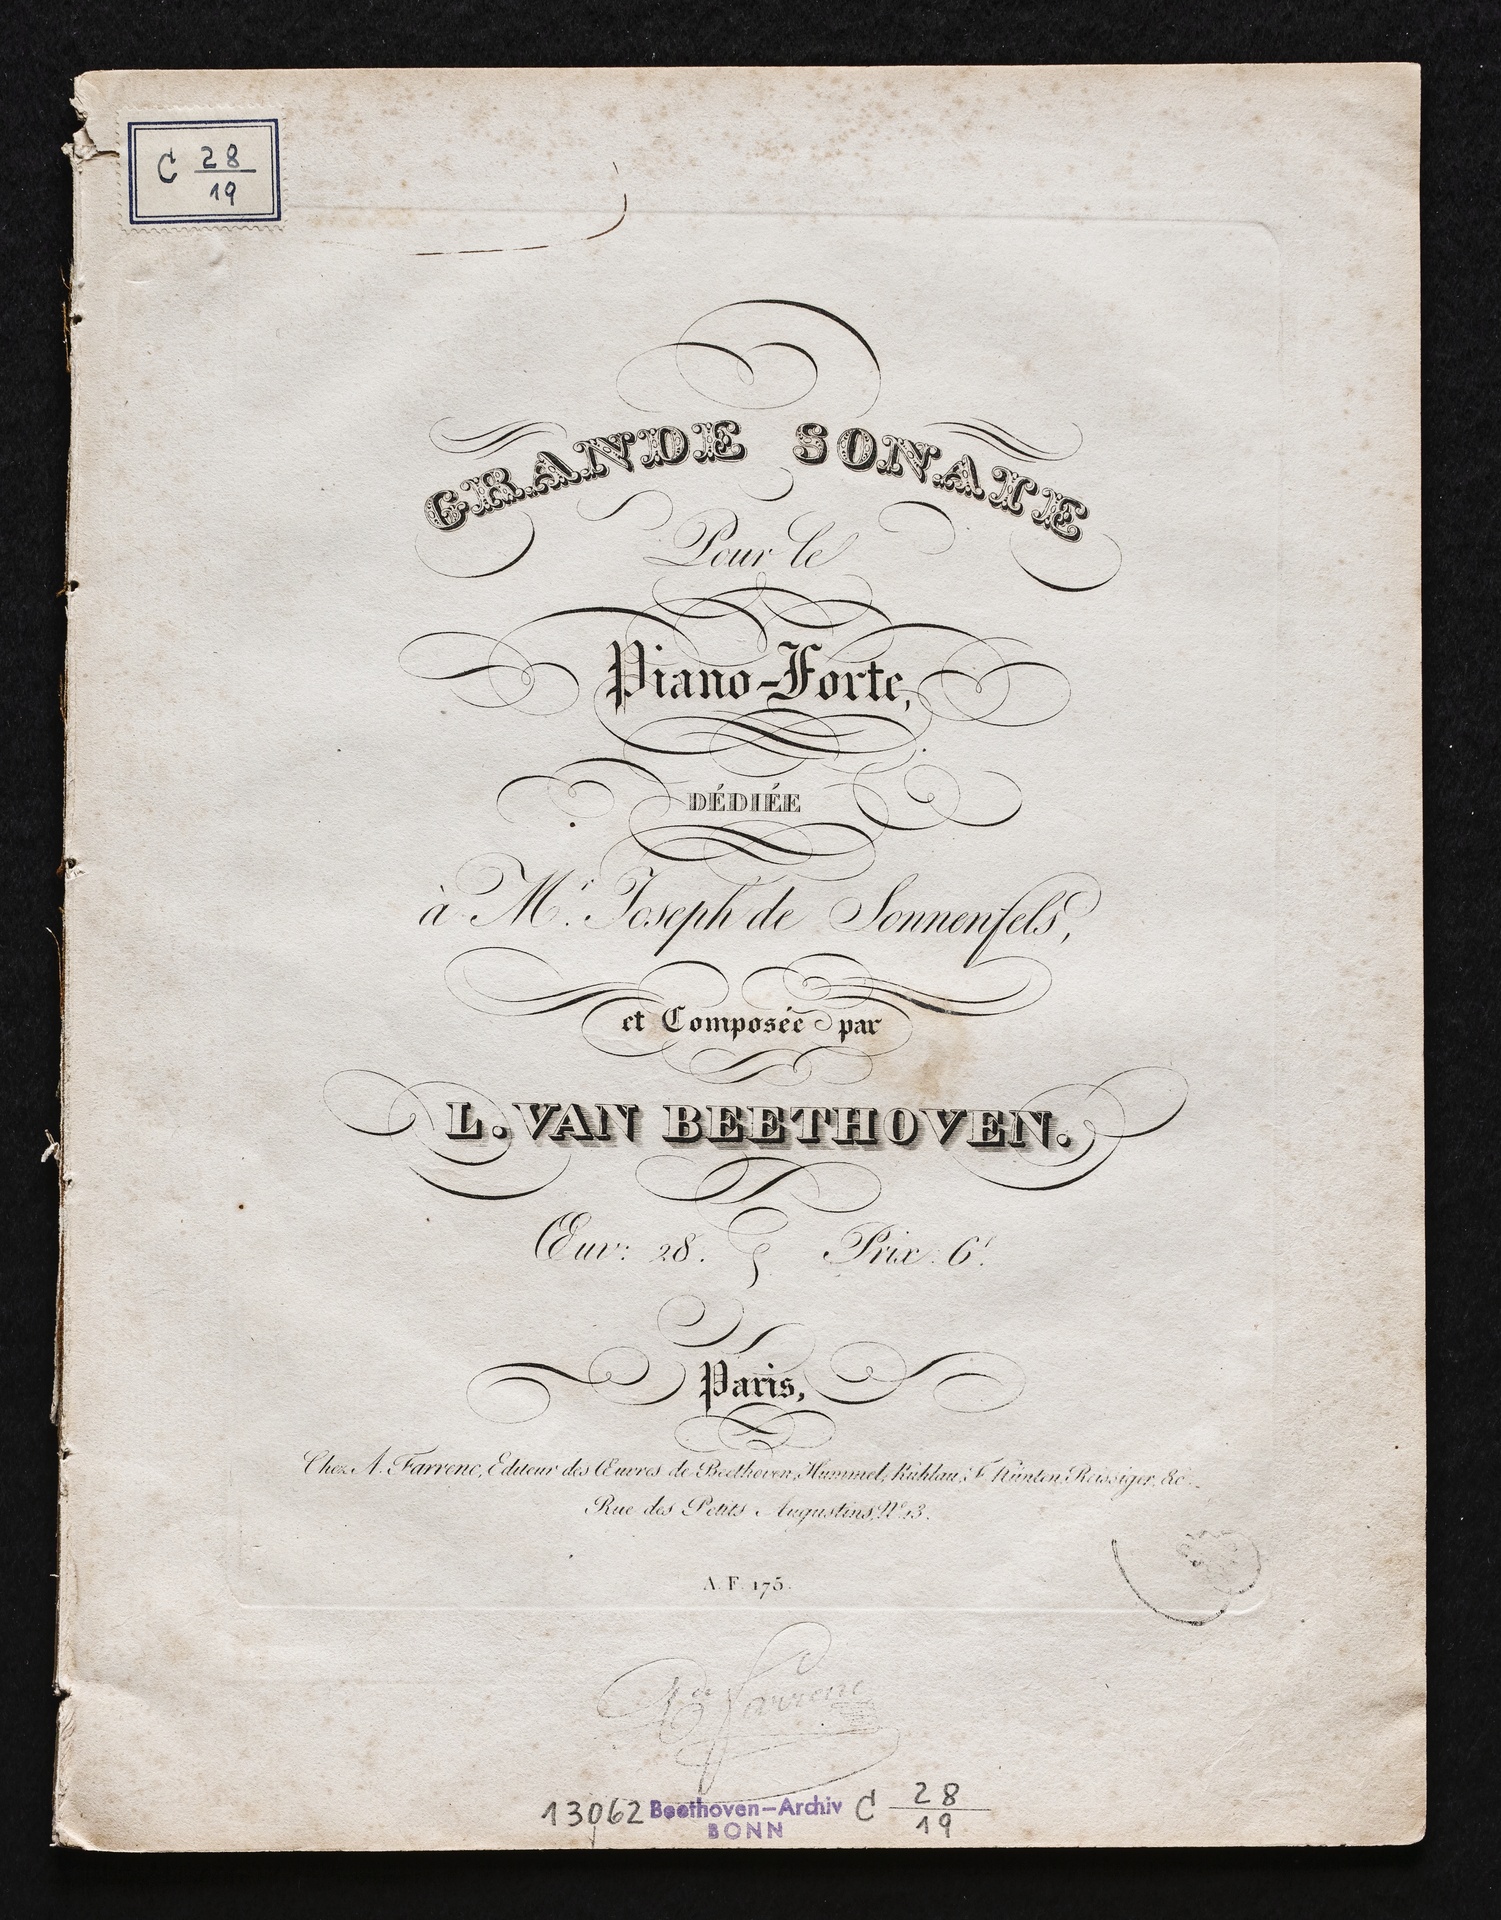 C 28
19
GRANDE SONATE
Pour le
Piano-Forte,
DÉDIÉE
à Mr. Joseph de Sonnenfels,
et Composée par
L. VAN BEETHOVEN.
Œuv: 28. Prix: 6f.
Paris,
Chez A. Farrenc, Editeur des Œuvres de Beethoven, Hummel, Kuhlau, F. Hünten, Reissiger, &c.
Rue des Petits Augustins, No. 13.
A. F. 175.
Farrenc
13062 Beethoven-Archiv C 28
BONN 19